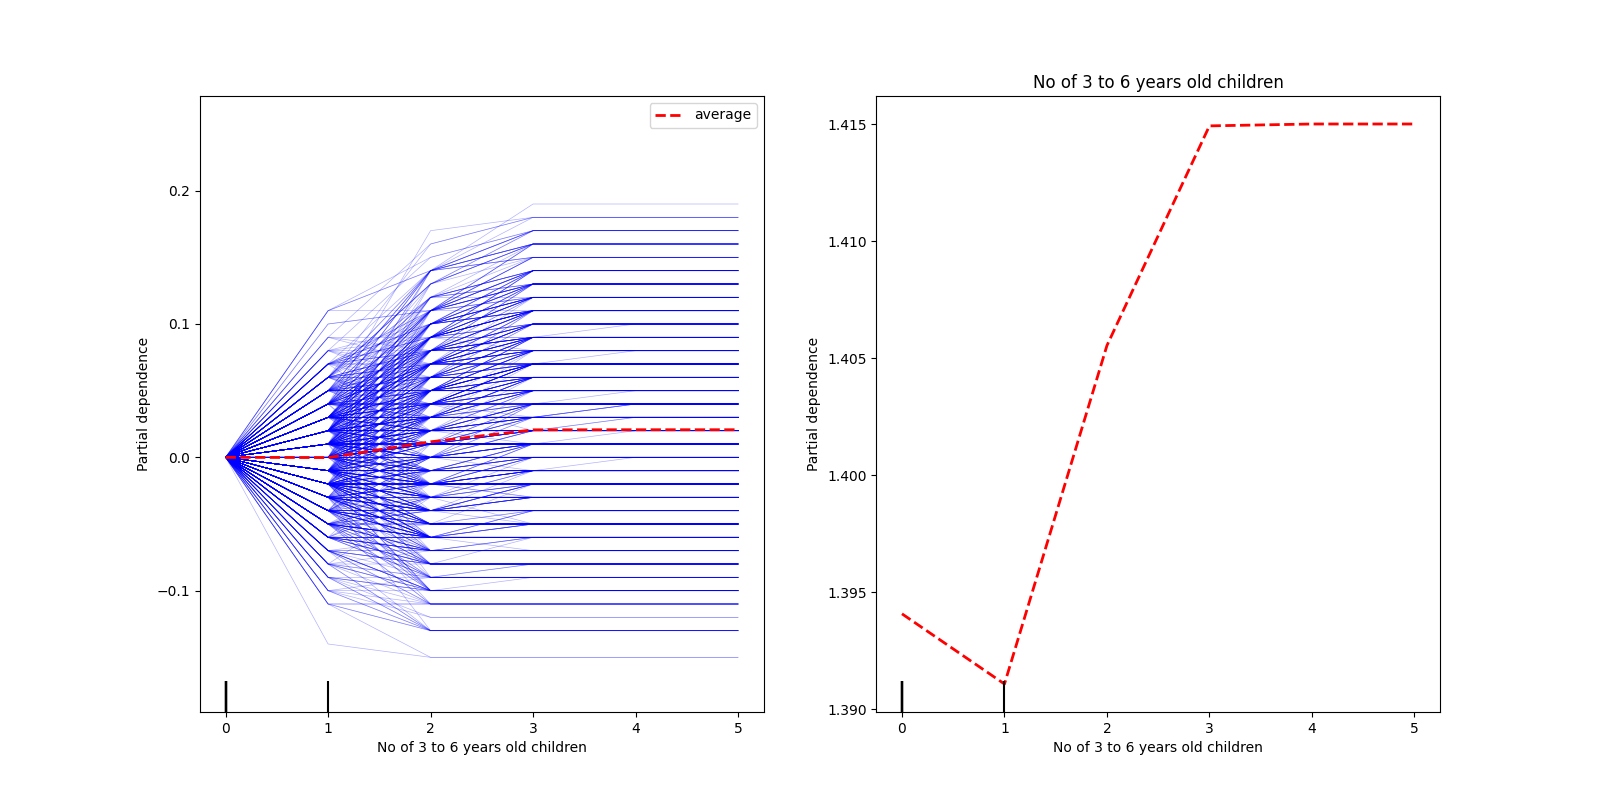 average
Partial dependence
0.2
0.1
0.0
−0.1
0 1 2 3 4 5
No of 3 to 6 years old children
No of 3 to 6 years old children
Partial dependence
1.415
1.410
1.405
1.400
1.395
1.390
0 1 2 3 4 5
No of 3 to 6 years old children